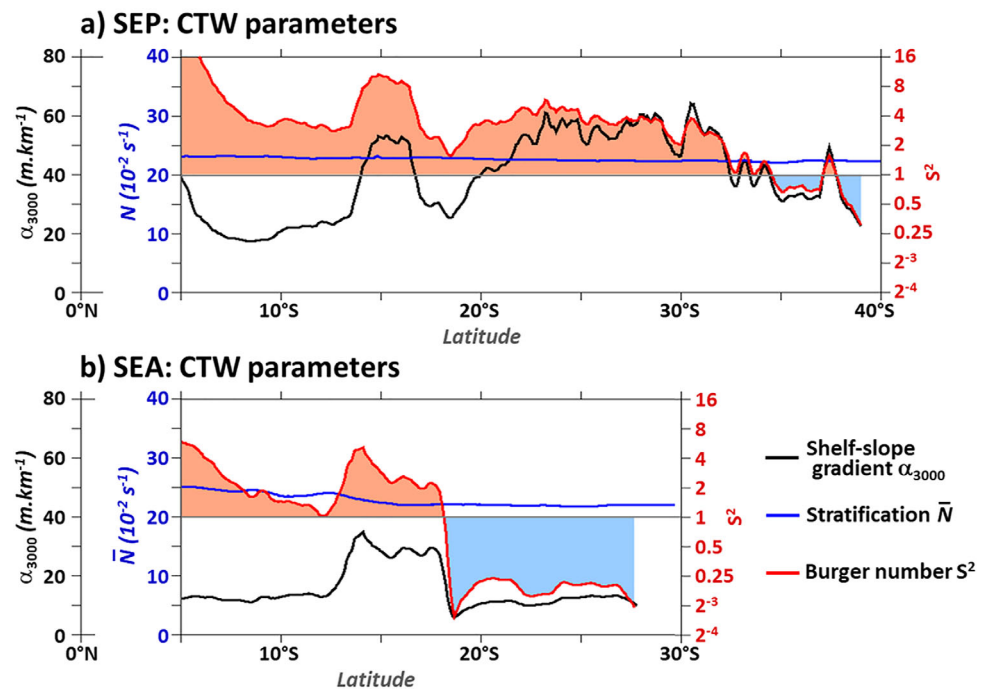 a) SEP: CTW parameters
80
60
40
20
0
α3000 (m.km-1)
40
30
20
10
0
N (10-2 s-1)
16
8
4
2
1
0.5
0.25
2-3
2-4
S2
0°N
10°S
20°S
30°S
40°S
Latitude
b) SEA: CTW parameters
80
60
40
20
0
α3000 (m.km-1)
40
30
20
10
0
N̅ (10-2 s-1)
16
8
4
2
1
0.5
0.25
2-3
2-4
S2
0°N
10°S
20°S
30°S
Latitude
Shelf-slope
gradient α3000
Stratification N̅
Burger number S2